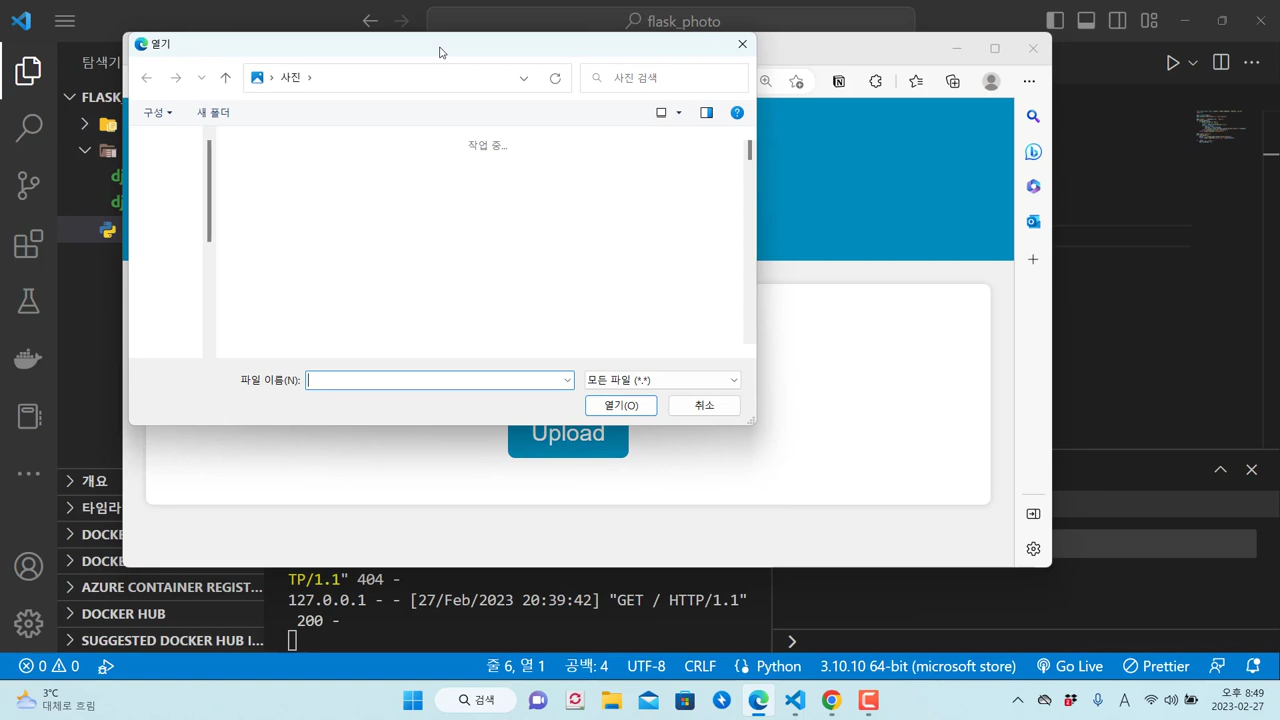 flask_photo
열기
탐색기
사진
사진 검색
FLASK
구성
새 폴더
작업 중...
dj
dj
파일 이름(N):
모든 파일 (*.*)
열기(O)
취소
Upload
개요
타임라
DOCKE
DOCKE
AZURE CONTAINER REGIST...
DOCKER HUB
SUGGESTED DOCKER HUB I...
TP/1.1" 404 -
127.0.0.1 - - [27/Feb/2023 20:39:42] "GET / HTTP/1.1"
200 -
0
0
줄 6, 열 1
공백: 4
UTF-8
CRLF
Python
3.10.10 64-bit (microsoft store)
Go Live
Prettier
3°C
대체로 흐림
검색
A
오후 8:49
2023-02-27